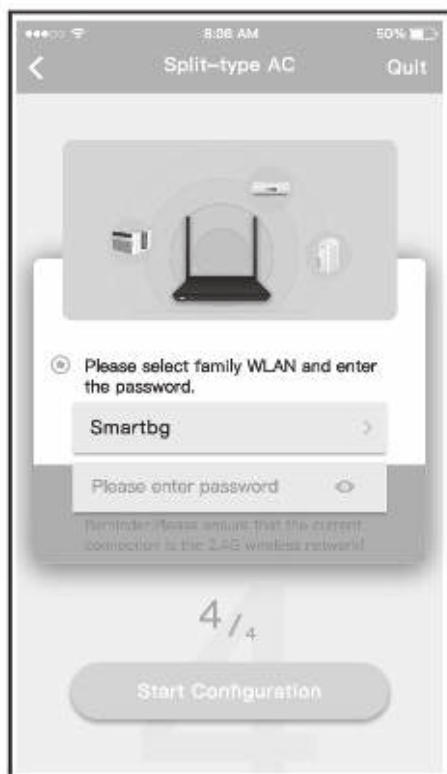 8:06 AM
50%
Split-type AC
Quit
Please select family WLAN and enter
the password.
Smartbg
Please enter password
Reminder:Please ensure that the current
connection is the 2.4G wireless network!
4/4
Start Configuration